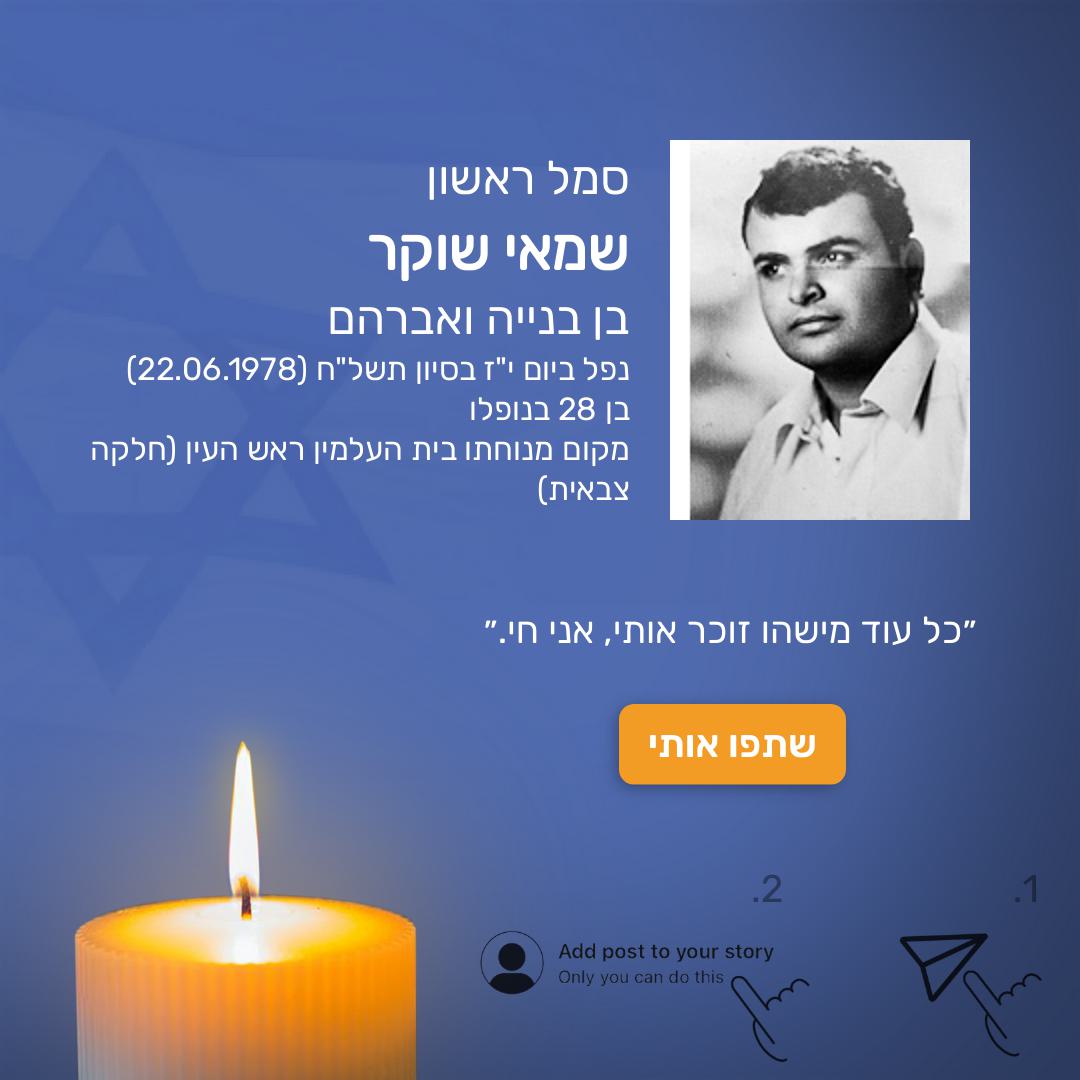 סמל ראשון
שמאי שוקר
בן בנייה ואברהם
נפל ביום י"ז בסיון תשל"ח (22.06.1978)
בן 28 בנופלו
מקום מנוחתו בית העלמין ראש העין (חלקה
צבאית)
״כל עוד מישהו זוכר אותי, אני חי.״
שתפו אותי
.1
.2
Add post to your story
Only you can do this